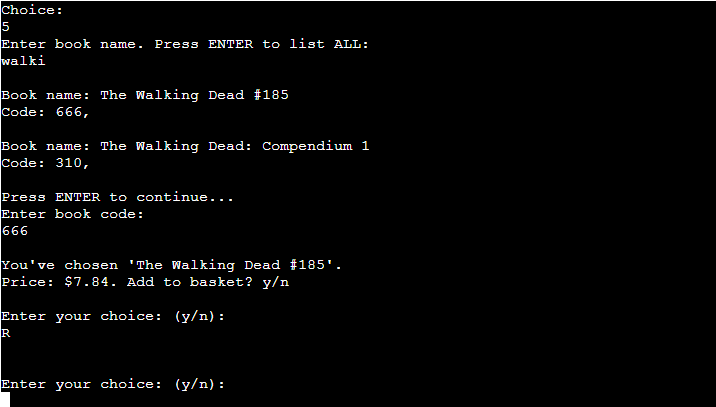 Choice:
5
Enter book name. Press ENTER to list ALL:
walki
Book name: The Walking Dead #185
Code: 666,
Book name: The Walking Dead: Compendium 1
Code: 310,
Press ENTER to continue...
Enter book code:
666
You've chosen 'The Walking Dead #185'.
Price: $7.84. Add to basket? y/n
Enter your choice: (y/n):
R
Enter your choice: (y/n):